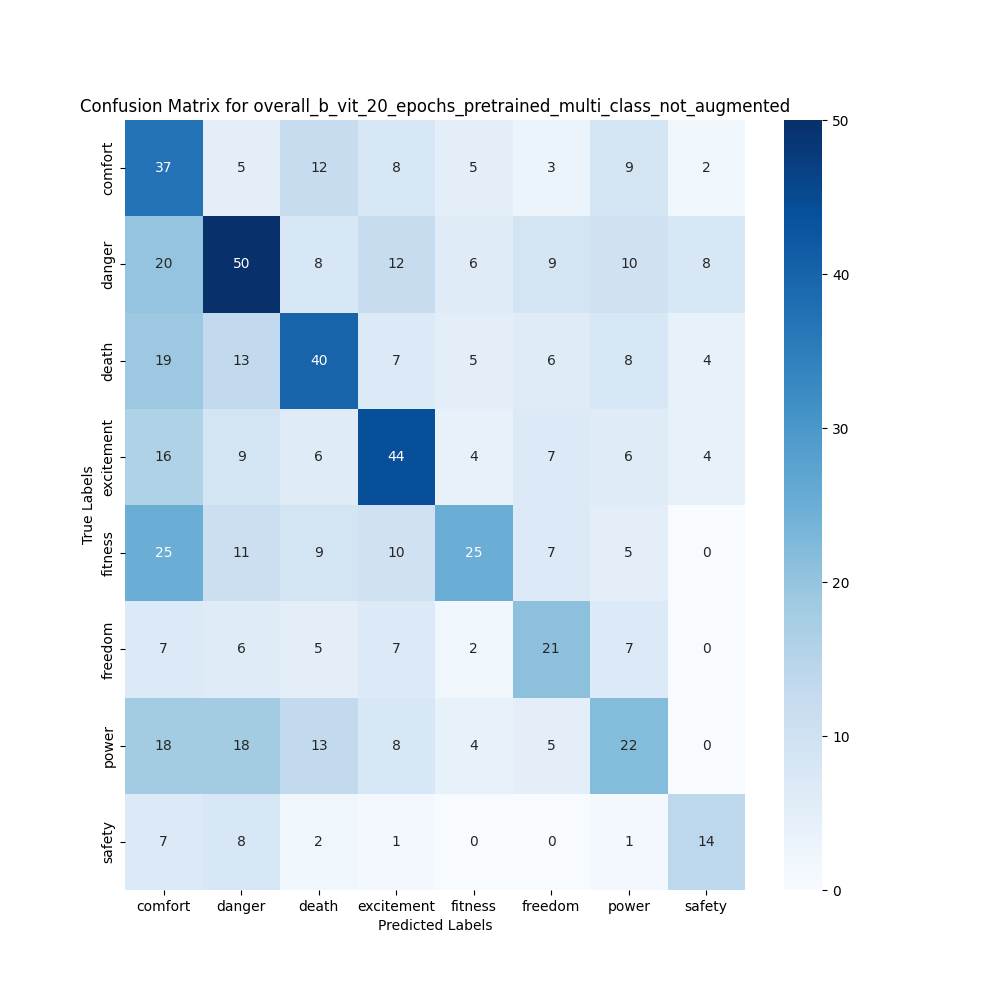 Confusion Matrix for overall_b_vit_20_epochs_pretrained_multi_class_not_augmented
comfort 37 5 12 8 5 3 9 2
danger 20 50 8 12 6 9 10 8
death 19 13 40 7 5 6 8 4
excitement 16 9 6 44 4 7 6 4
fitness 25 11 9 10 25 7 5 0
freedom 7 6 5 7 2 21 7 0
power 18 18 13 8 4 5 22 0
safety 7 8 2 1 0 0 1 14
True Labels
comfort danger death excitement fitness freedom power safety
Predicted Labels
50
40
30
20
10
0